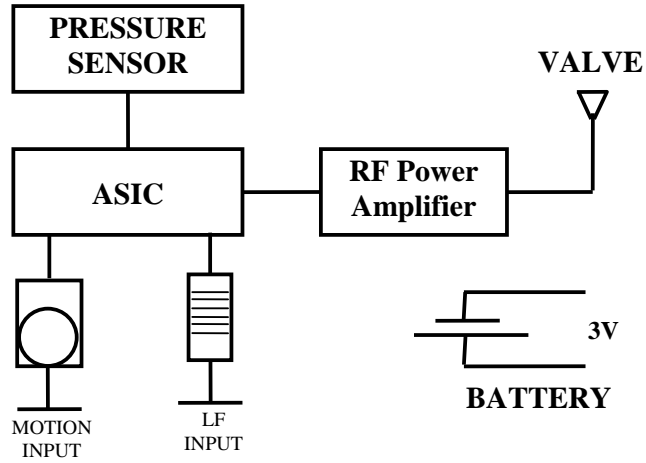 PRESSURE
SENSOR
VALVE
ASIC
RF Power
Amplifier
3V
BATTERY
MOTION
INPUT
LF
INPUT